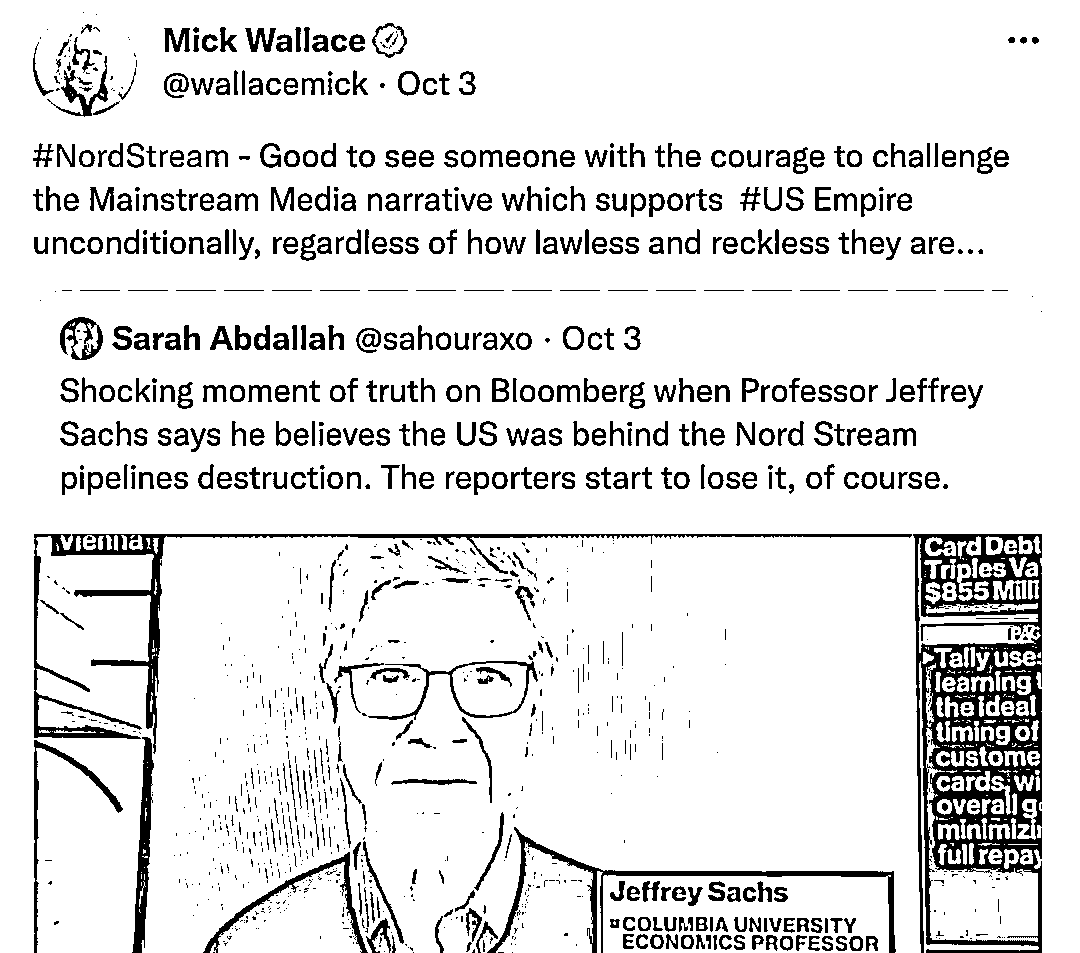 Mick Wallace
@wallacemick · Oct 3
#NordStream - Good to see someone with the courage to challenge
the Mainstream Media narrative which supports #US Empire
unconditionally, regardless of how lawless and reckless they are...
Sarah Abdallah @sahouraxo · Oct 3
Shocking moment of truth on Bloomberg when Professor Jeffrey
Sachs says he believes the US was behind the Nord Stream
pipelines destruction. The reporters start to lose it, of course.
Vienna
Card Debt
Triples Va
$855 Milli
Tally uses
learning t
the ideal
timing of
custome
cards, wi
overall g
minimizi
full repay
Jeffrey Sachs
COLUMBIA UNIVERSITY
ECONOMICS PROFESSOR